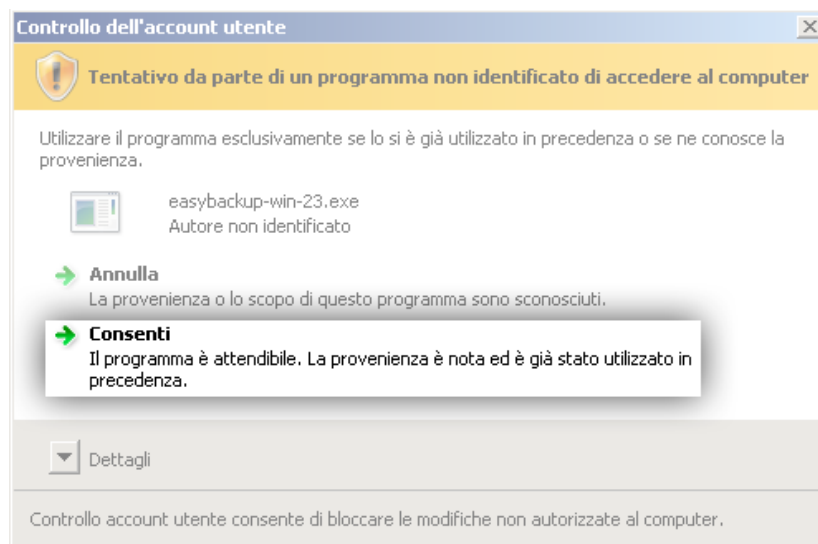 Controllo dell'account utente
Tentativo da parte di un programma non identificato di accedere al computer
Utilizzare il programma esclusivamente se lo si è già utilizzato in precedenza o se ne conosce la
provenienza.
easybackup-win-23.exe
Autore non identificato
Annulla
La provenienza o lo scopo di questo programma sono sconosciuti.
Consenti
Il programma è attendibile. La provenienza è nota ed è già stato utilizzato in
precedenza.
Dettagli
Controllo account utente consente di bloccare le modifiche non autorizzate al computer.